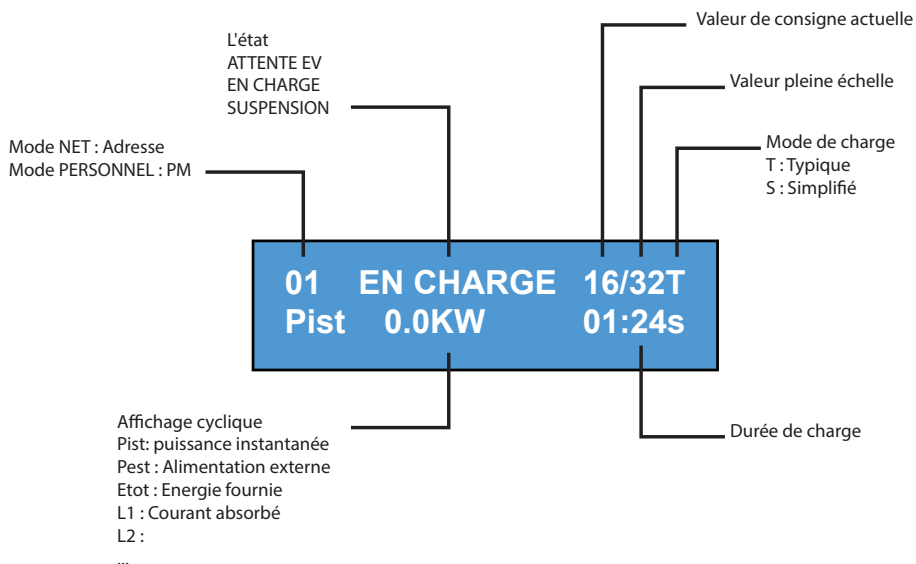 Valeur de consigne actuelle
L'état
ATTENTE EV
EN CHARGE
SUSPENSION
Valeur pleine échelle
Mode NET : Adresse
Mode PERSONNEL : PM
Mode de charge
T : Typique
S : Simplifié
01 EN CHARGE 16/32T
Pist 0.0KW 01:24s
Affichage cyclique
Pist: puissance instantanée
Pest : Alimentation externe
Etot : Energie fournie
L1 : Courant absorbé
L2 :
...
Durée de charge